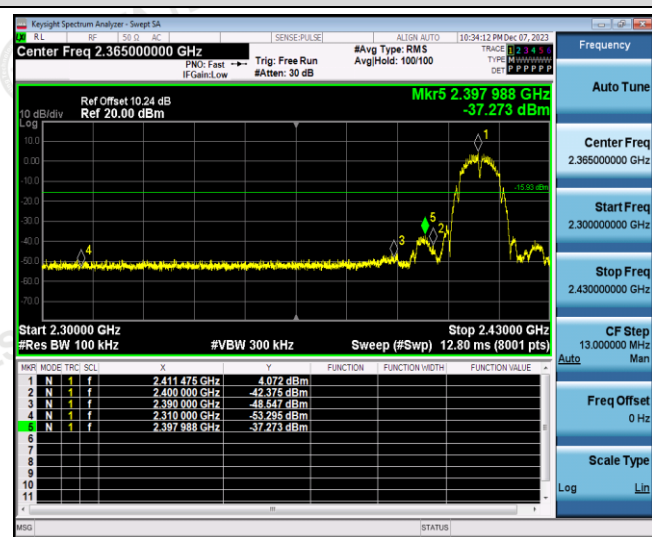 Keysight Spectrum Analyzer - Swept SA
RL RF 50 Ω AC SENSE:PULSE ALIGN AUTO 10:34:12 PM Dec 07, 2023
Center Freq 2.365000000 GHz #Avg Type: RMS TRACE 1 2 3 4 5 6
PNO: Fast Trig: Free Run Avg|Hold: 100/100 TYPE M W W W W W
IFGain:Low #Atten: 30 dB DET P P P P P P
Mkr5 2.397 988 GHz
Ref Offset 10.24 dB
10 dB/div Ref 20.00 dBm -37.273 dBm
Log
10.0
0.00
-10.0
-20.0
-30.0
-40.0
-50.0
-60.0
-70.0
1
-15.93 dBm
5
2
3
4
Start 2.30000 GHz Stop 2.43000 GHz
#Res BW 100 kHz #VBW 300 kHz Sweep (#Swp) 12.80 ms (8001 pts)
MKR MODE TRC SCL X Y FUNCTION FUNCTION WIDTH FUNCTION VALUE
1 N 1 f 2.411 475 GHz 4.072 dBm
2 N 1 f 2.400 000 GHz -42.375 dBm
3 N 1 f 2.390 000 GHz -48.547 dBm
4 N 1 f 2.310 000 GHz -53.295 dBm
5 N 1 f 2.397 988 GHz -37.273 dBm
6
7
8
9
10
11
MSG STATUS
Frequency
Auto Tune
Center Freq
2.365000000 GHz
Start Freq
2.300000000 GHz
Stop Freq
2.430000000 GHz
CF Step
13.000000 MHz
Auto Man
Freq Offset
0 Hz
Scale Type
Log Lin